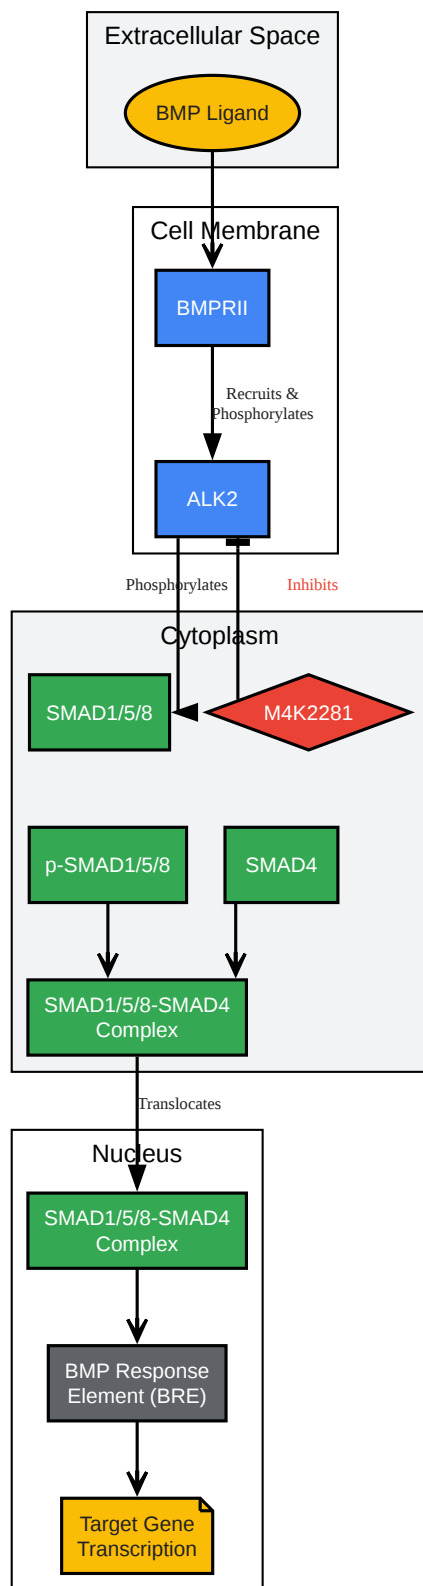 Extracellular Space
BMP Ligand
Cell Membrane
BMPRII
Recruits &
Phosphorylates
ALK2
Phosphorylates
Inhibits
Cytoplasm
SMAD1/5/8
M4K2281
p-SMAD1/5/8
SMAD4
SMAD1/5/8-SMAD4
Complex
Translocates
Nucleus
SMAD1/5/8-SMAD4
Complex
BMP Response
Element (BRE)
Target Gene
Transcription